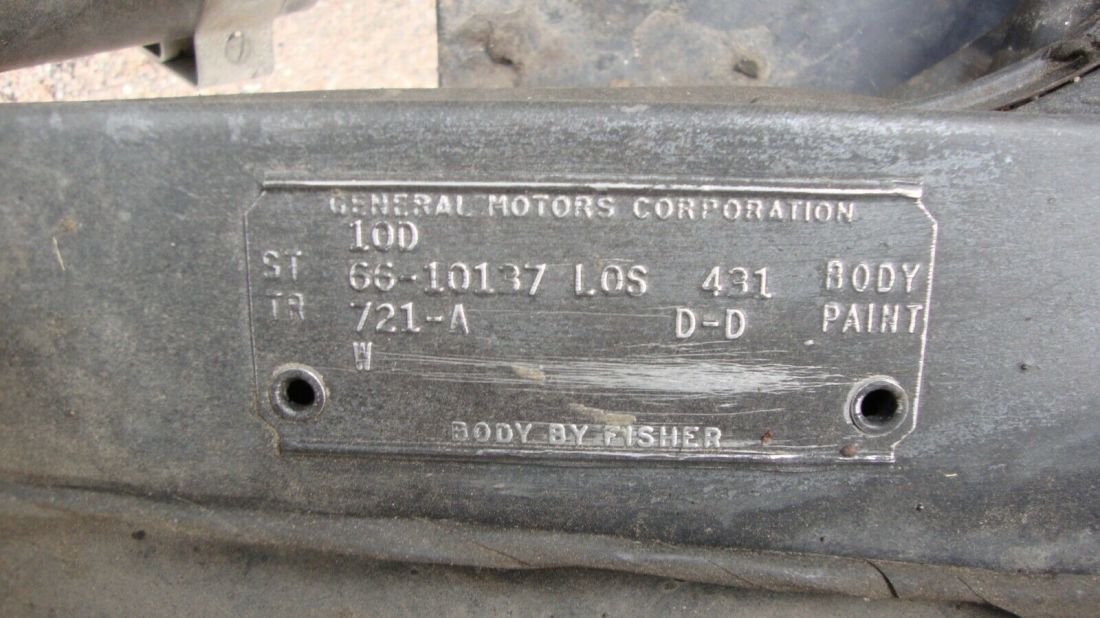 GENERAL MOTORS CORPORATION
10D
ST 66-10137 LOS 431 BODY
TR 721-A D-D PAINT
W
BODY BY FISHER